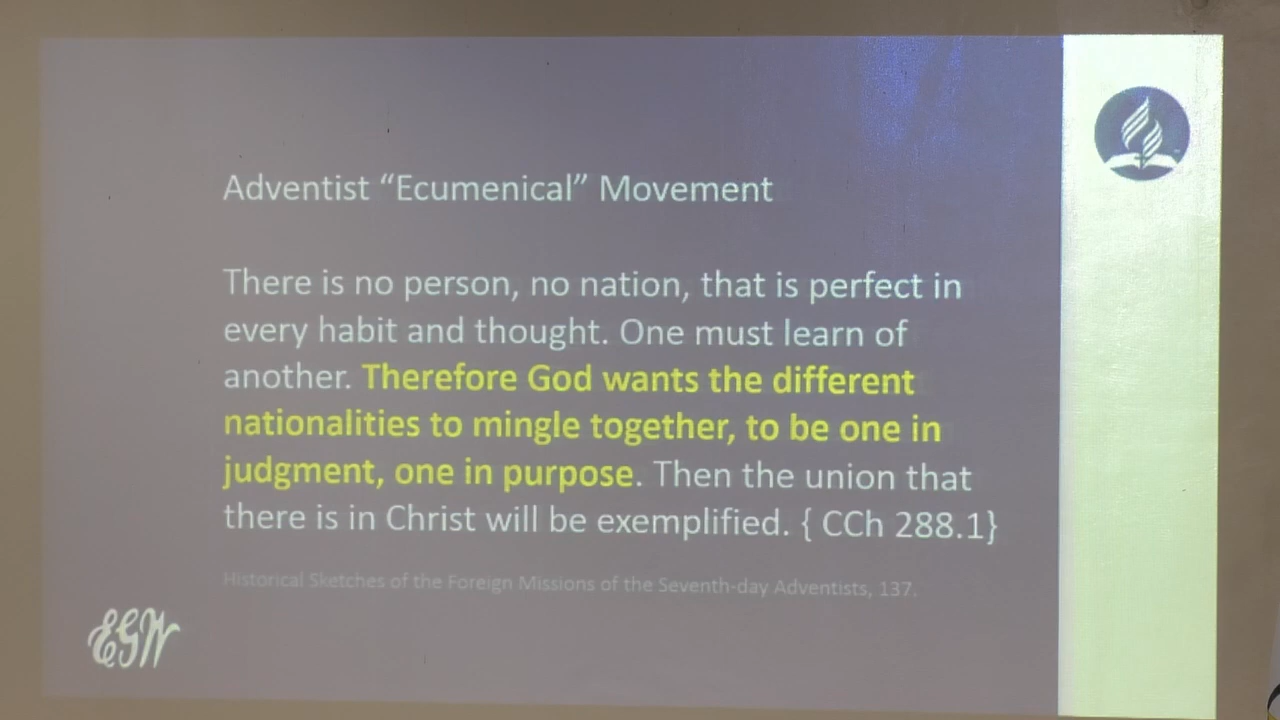 Adventist “Ecumenical” Movement
There is no person, no nation, that is perfect in
every habit and thought. One must learn of
another. Therefore God wants the different
nationalities to mingle together, to be one in
judgment, one in purpose. Then the union that
there is in Christ will be exemplified. { CCh 288.1}
Historical Sketches of the Foreign Missions of the Seventh-day Adventists, 137.
EGW